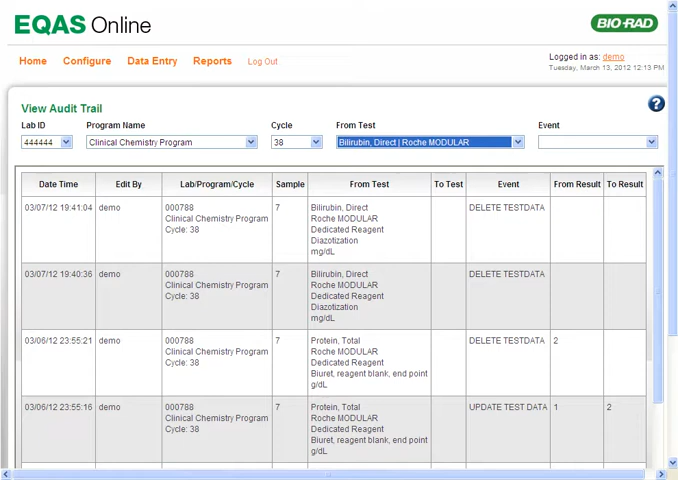 EQAS Online
BIO-RAD
Home Configure Data Entry Reports Log Out
Logged in as: demo
Tuesday, March 13, 2012 12:13 PM
View Audit Trail
?
Lab ID Program Name Cycle From Test Event
444444 Clinical Chemistry Program 38 Bilirubin, Direct | Roche MODULAR
Date Time Edit By Lab/Program/Cycle Sample From Test To Test Event From Result To Result
03/07/12 19:41:04 demo 000788 7 Bilirubin, Direct DELETE TESTDATA
Clinical Chemistry Program Roche MODULAR
Cycle: 38 Dedicated Reagent
Diazotization
mg/dL
03/07/12 19:40:36 demo 000788 7 Bilirubin, Direct DELETE TESTDATA
Clinical Chemistry Program Roche MODULAR
Cycle: 38 Dedicated Reagent
Diazotization
mg/dL
03/06/12 23:55:21 demo 000788 7 Protein, Total DELETE TESTDATA 2
Clinical Chemistry Program Roche MODULAR
Cycle: 38 Dedicated Reagent
Biuret, reagent blank, end point
g/dL
03/06/12 23:55:16 demo 000788 7 Protein, Total UPDATE TEST DATA 1 2
Clinical Chemistry Program Roche MODULAR
Cycle: 38 Dedicated Reagent
Biuret, reagent blank, end point
g/dL